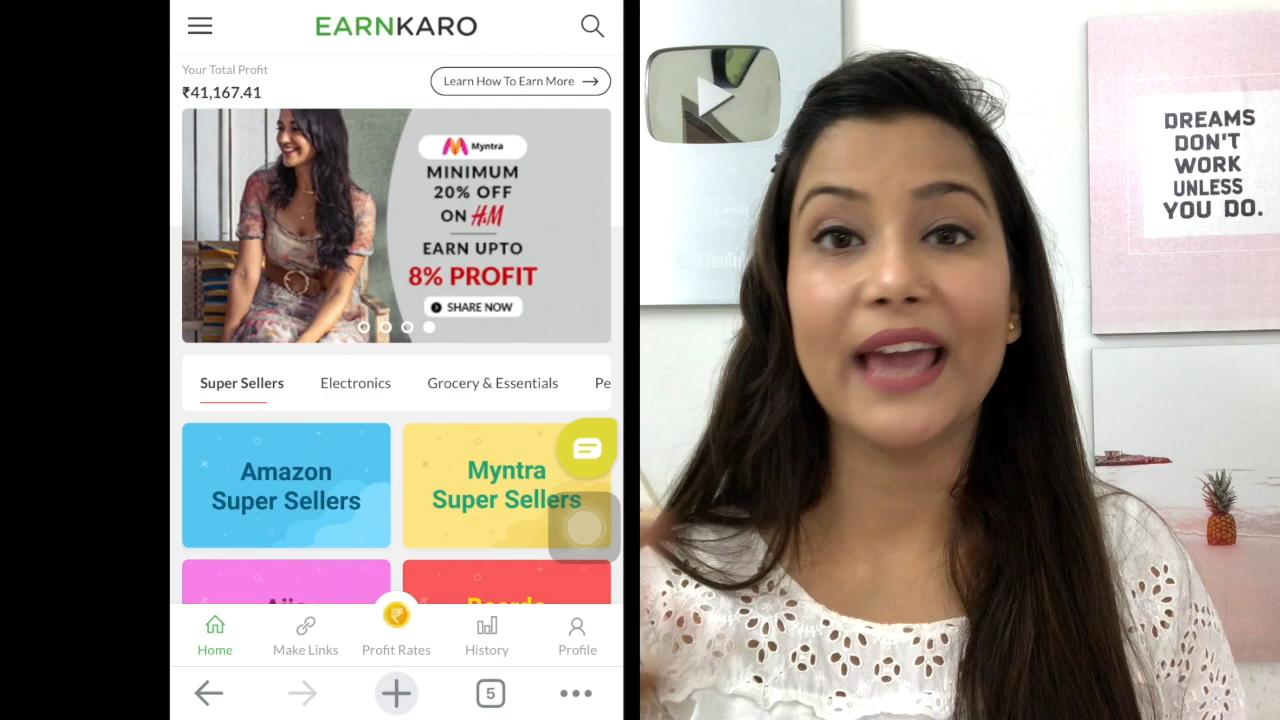 EARNKARO
Your Total Profit
₹41,167.41
Learn How To Earn More
Myntra
MINIMUM
20% OFF
ON H&M
EARN UPTO
8% PROFIT
SHARE NOW
Super Sellers
Electronics
Grocery & Essentials
Pe
Amazon
Super Sellers
Myntra
Super Sellers
Home
Make Links
Profit Rates
History
Profile
5
DREAMS
DON'T
WORK
UNLESS
YOU DO.